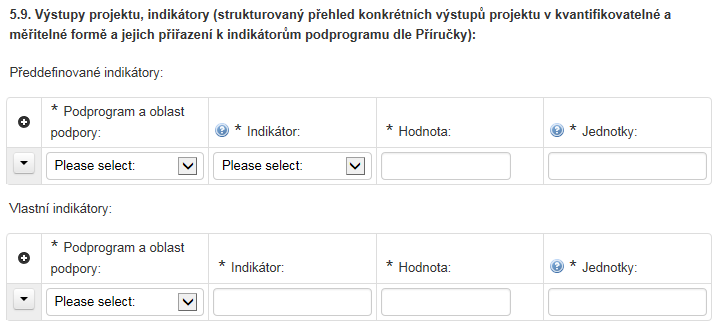 5.9. Výstupy projektu, indikátory (strukturovaný přehled konkrétních výstupů projektu v kvantifikovatelné a
měřitelné formě a jejich přiřazení k indikátorům podprogramu dle Příručky):
Předdefinované indikátory:
* Podprogram a oblast
podpory:
* Indikátor:
* Hodnota:
* Jednotky:
Please select:
Please select:
Vlastní indikátory:
* Podprogram a oblast
podpory:
* Indikátor:
* Hodnota:
* Jednotky:
Please select: